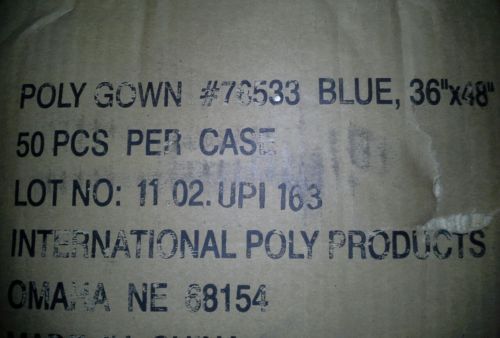 POLY GOWN #76533 BLUE, 36"x48"
50 PCS PER CASE
LOT NO: 11 02. UPI 163
INTERNATIONAL POLY PRODUCTS
OMAHA NE 68154